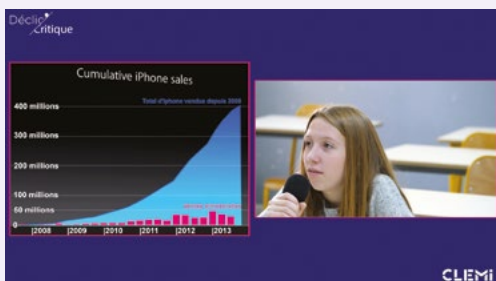 Déclic'
Critique
Cumulative iPhone sales
Total d'iphone vendus depuis 2008
400 millions
300 millions
200 millions
100 millions
50 millions
0
|2008 |2009 |2010 |2011 |2012 |2013
CLEMI